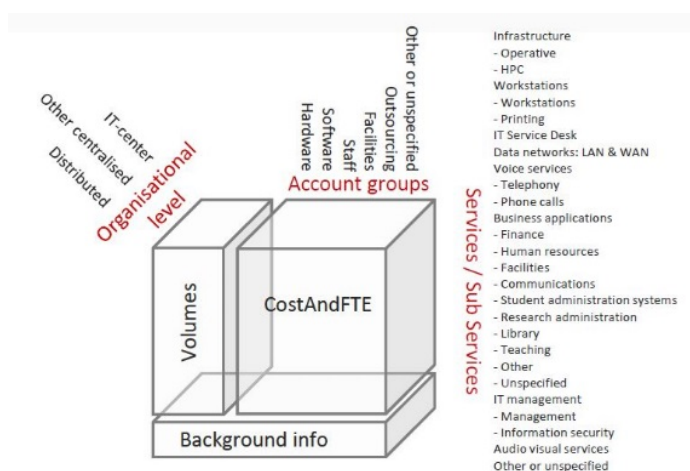 IT-center
Other centralised
Distributed
Organisational
level
Hardware
Software
Staff
Facilities
Outsourcing
Other or unspecified
Account groups
Volumes
CostAndFTE
Background info
Services / Sub Services
Infrastructure
- Operative
- HPC
Workstations
- Workstations
- Printing
IT Service Desk
Data networks: LAN & WAN
Voice services
- Telephony
- Phone calls
Business applications
- Finance
- Human resources
- Facilities
- Communications
- Student administration systems
- Research administration
- Library
- Teaching
- Other
- Unspecified
IT management
- Management
- Information security
Audio visual services
Other or unspecified